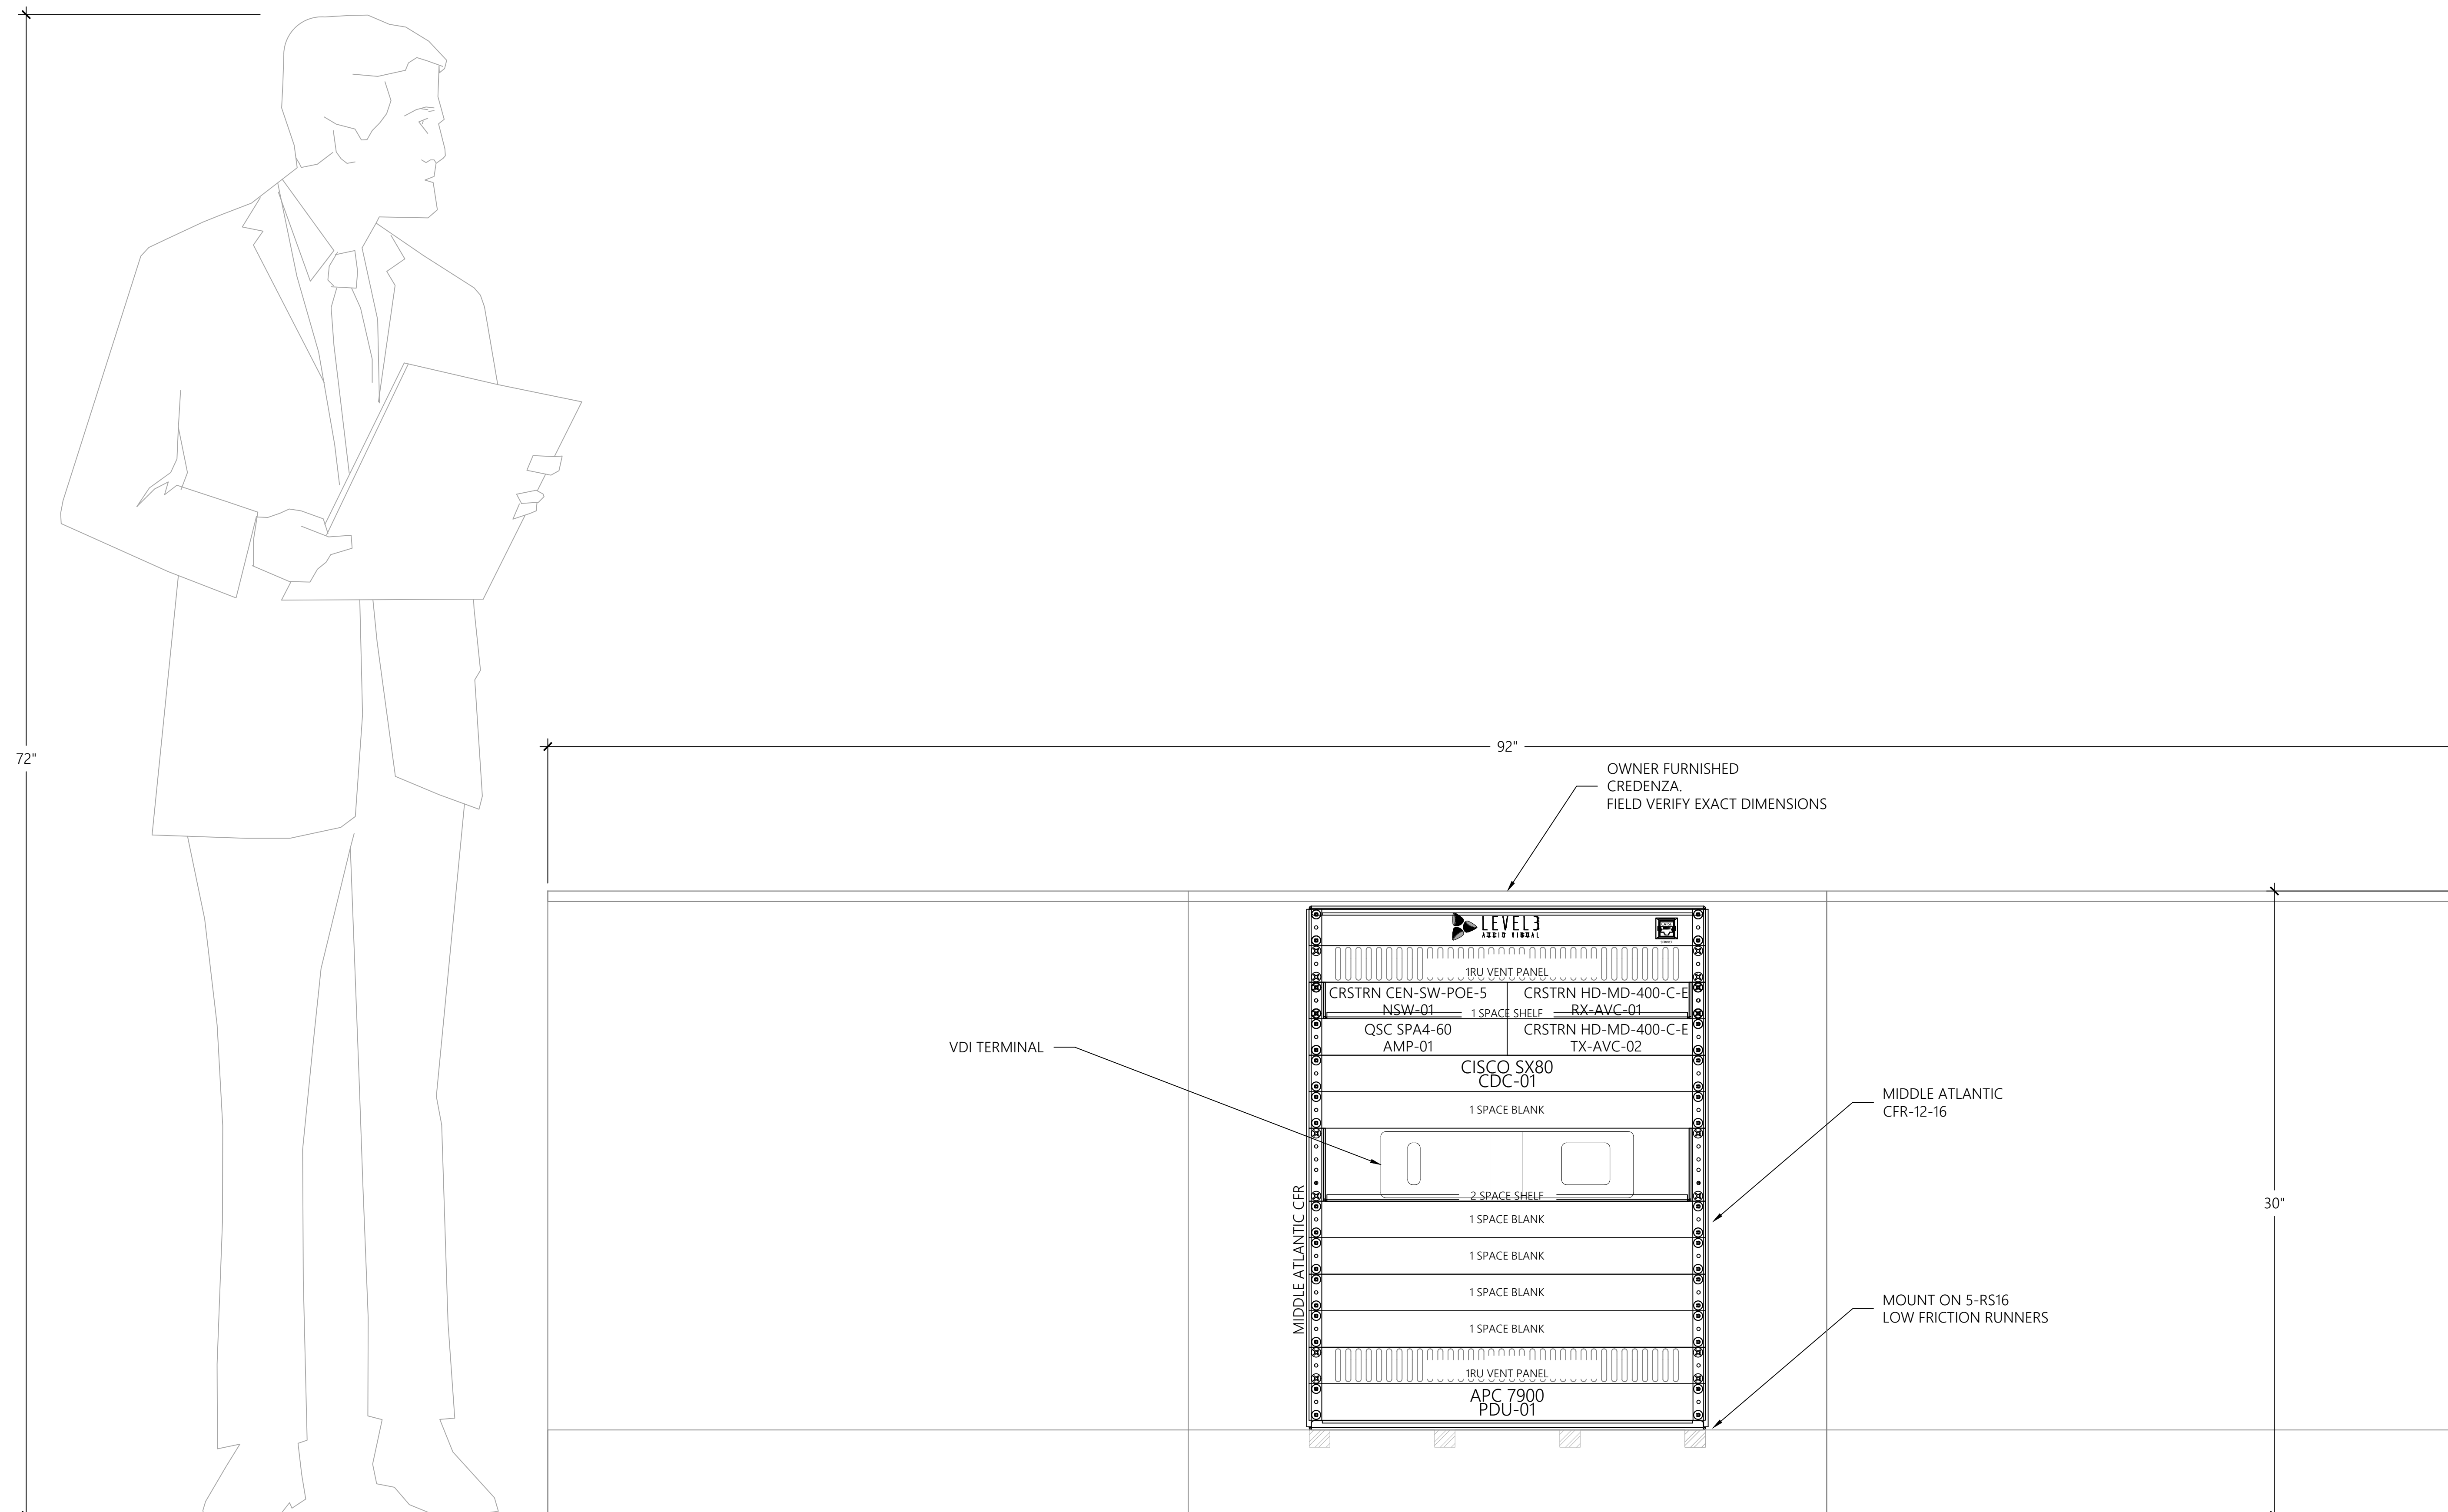 72"
92"
OWNER FURNISHED
CREDENZA.
FIELD VERIFY EXACT DIMENSIONS
LEVEL3
AUDIO VISUAL
1RU VENT PANEL
CRSTRN CEN-SW-POE-5
NSW-01
CRSTRN HD-MD-400-C-E
RX-AVC-01
1 SPACE SHELF
QSC SPA4-60
AMP-01
CRSTRN HD-MD-400-C-E
TX-AVC-02
VDI TERMINAL
CISCO SX80
CDC-01
1 SPACE BLANK
MIDDLE ATLANTIC
CFR-12-16
2 SPACE SHELF
MIDDLE ATLANTIC CFR
30"
1 SPACE BLANK
1 SPACE BLANK
1 SPACE BLANK
1 SPACE BLANK
MOUNT ON 5-RS16
LOW FRICTION RUNNERS
1RU VENT PANEL
APC 7900
PDU-01